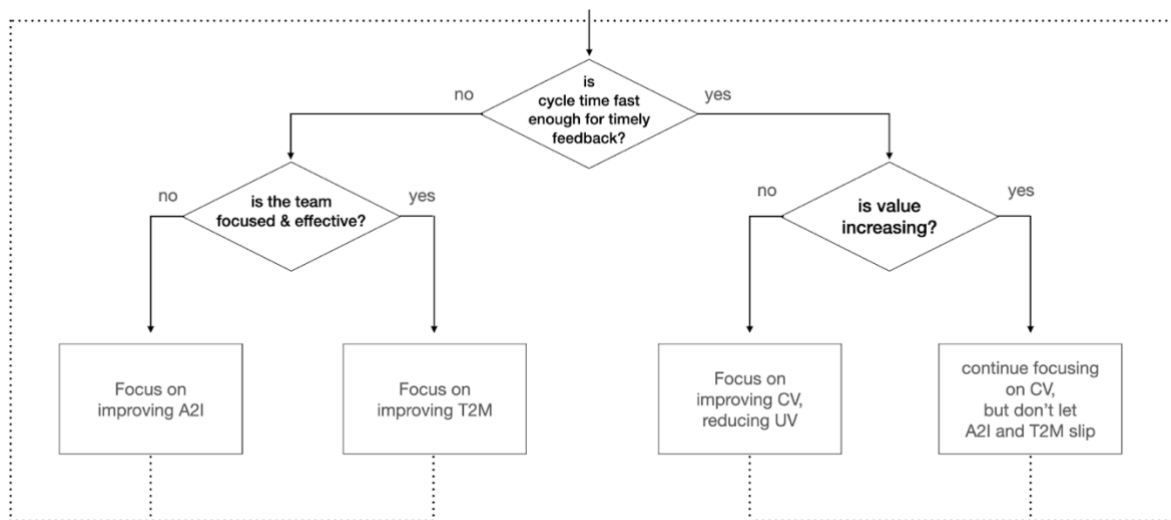 is
cycle time fast
enough for timely
feedback?
no
yes
is the team
focused & effective?
no
yes
is value
increasing?
no
yes
Focus on
improving A2I
Focus on
improving T2M
Focus on
improving CV,
reducing UV
continue focusing
on CV,
but don't let
A2I and T2M slip